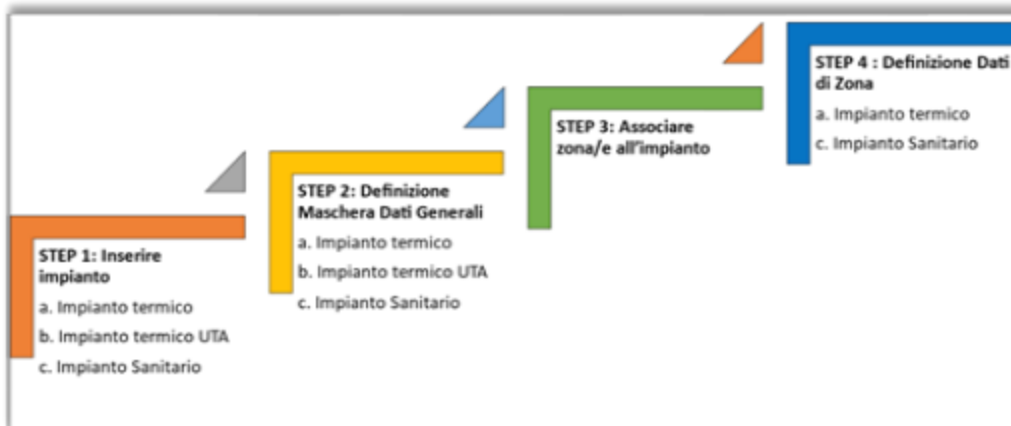 STEP 1: Inserire
impianto
a. Impianto termico
b. Impianto termico UTA
c. Impianto Sanitario
STEP 2: Definizione
Maschera Dati Generali
a. Impianto termico
b. Impianto termico UTA
c. Impianto Sanitario
STEP 3: Associare
zona/e all'impianto
STEP 4 : Definizione Dati
di Zona
a. Impianto termico
c. Impianto Sanitario